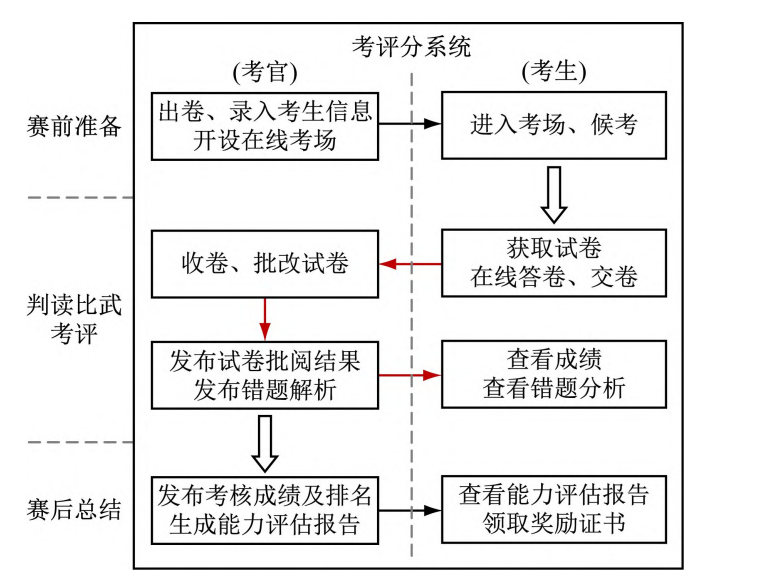 考评分系统
(考官)
(考生)
赛前准备
出卷、录入考生信息
开设在线考场
进入考场、候考
判读比武
考评
收卷、批改试卷
获取试卷
在线答卷、交卷
发布试卷批阅结果
发布错题解析
查看成绩
查看错题分析
赛后总结
发布考核成绩及排名
生成能力评估报告
查看能力评估报告
领取奖励证书